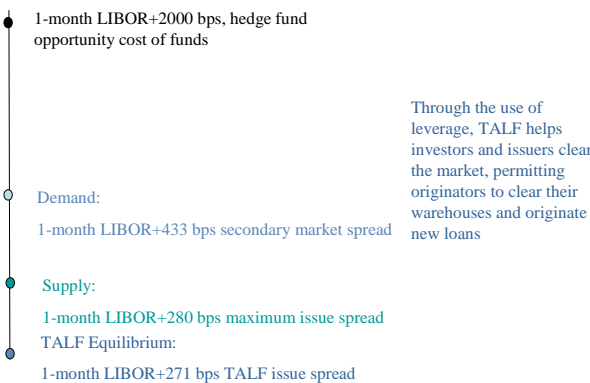 1-month LIBOR+2000 bps, hedge fund
opportunity cost of funds
Through the use of
leverage, TALF helps
investors and issuers clear
the market, permitting
originators to clear their
warehouses and originate
new loans
Demand:
1-month LIBOR+433 bps secondary market spread
Supply:
1-month LIBOR+280 bps maximum issue spread
TALF Equilibrium:
1-month LIBOR+271 bps TALF issue spread